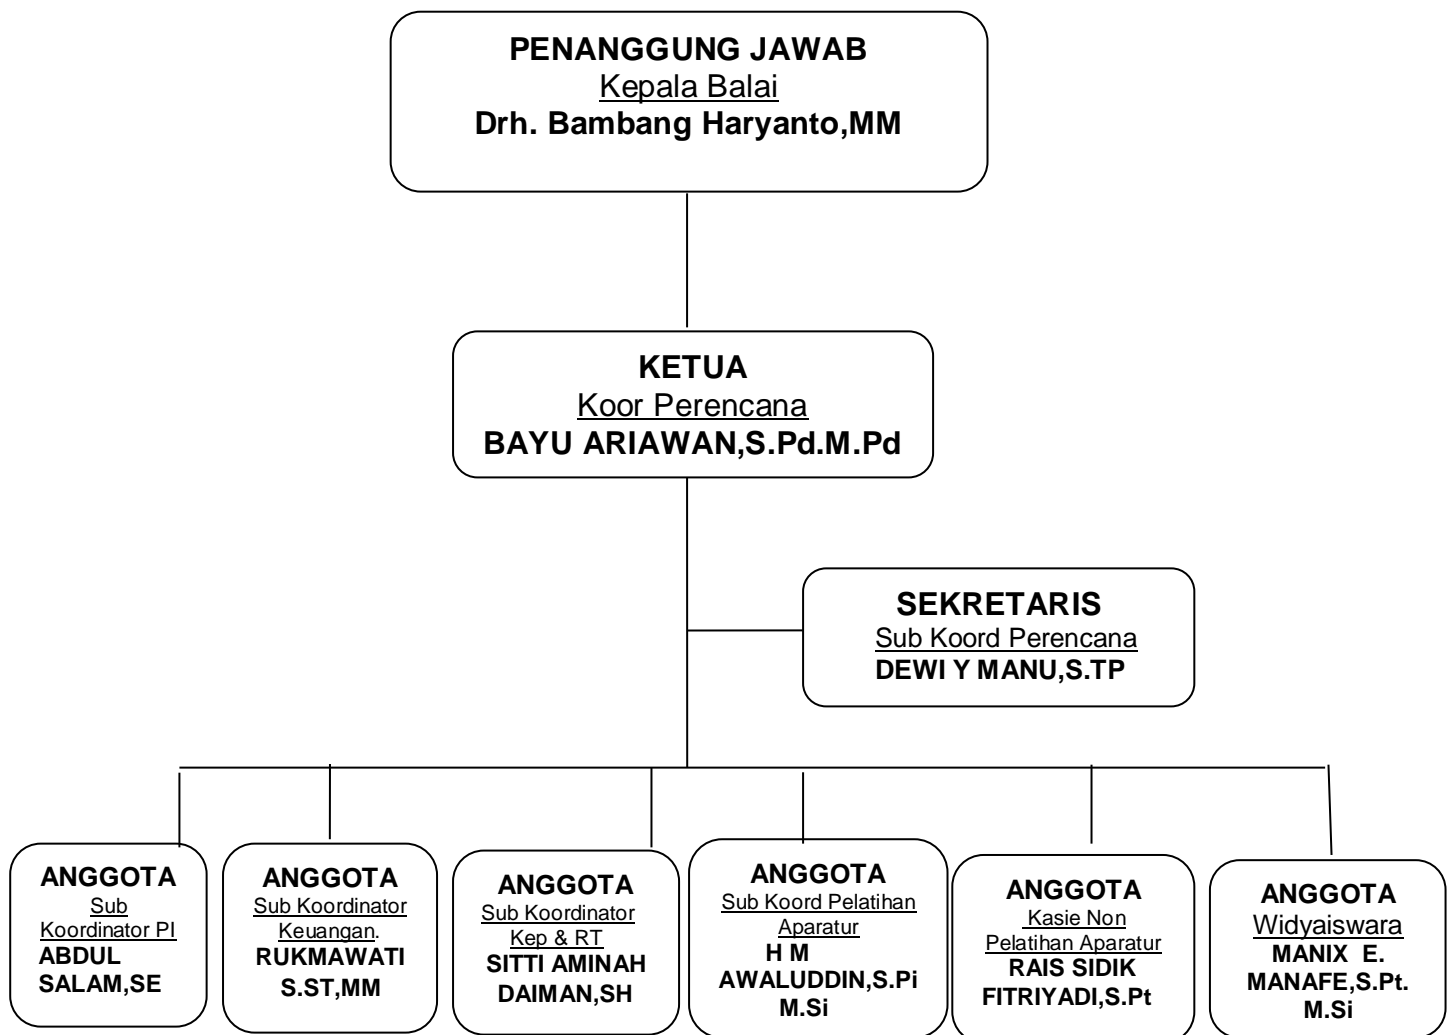 PENANGGUNG JAWAB
Kepala Balai
Drh. Bambang Haryanto,MM
KETUA
Koor Perencana
BAYU ARIAWAN,S.Pd.M.Pd
SEKRETARIS
Sub Koord Perencana
DEWI Y MANU,S.TP
ANGGOTA
Sub
Koordinator PI
ABDUL
SALAM,SE
ANGGOTA
Sub Koordinator
Keuangan.
RUKMAWATI
S.ST,MM
ANGGOTA
Sub Koordinator
Kep & RT
SITTI AMINAH
DAIMAN,SH
ANGGOTA
Sub Koord Pelatihan
Aparatur
H M
AWALUDDIN,S.Pi
M.Si
ANGGOTA
Kasie Non
Pelatihan Aparatur
RAIS SIDIK
FITRIYADI,S.Pt
ANGGOTA
Widyaiswara
MANIX E.
MANAFE,S.Pt.
M.Si